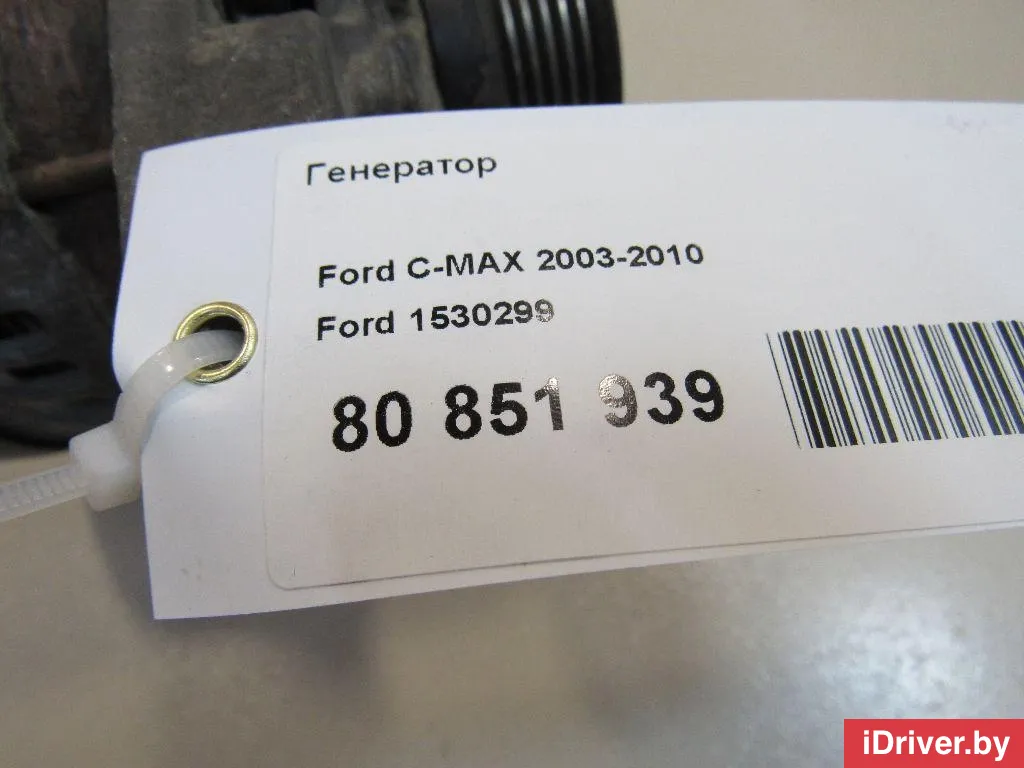 Генератор
Ford C-MAX 2003-2010
Ford 1530299
80 851 939
iDriver.by